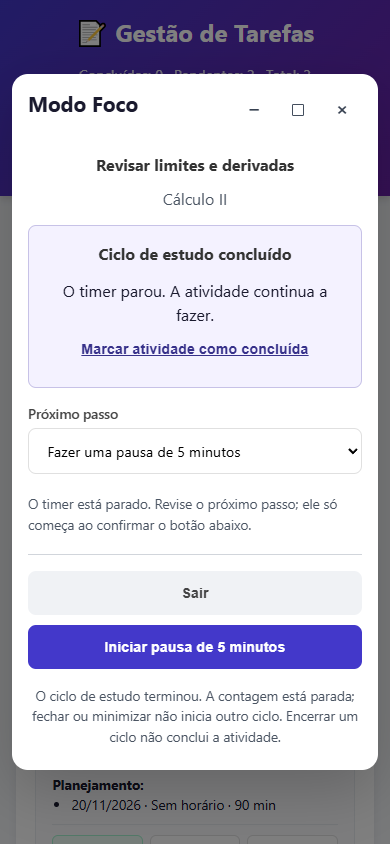 📝 Gestão de Tarefas
Modo Foco
Revisar limites e derivadas
Cálculo II
Ciclo de estudo concluído
O timer parou. A atividade continua a
fazer.
Marcar atividade como concluída
Próximo passo
Fazer uma pausa de 5 minutos
O timer está parado. Revise o próximo passo; ele só
começa ao confirmar o botão abaixo.
Sair
Iniciar pausa de 5 minutos
O ciclo de estudo terminou. A contagem está parada;
fechar ou minimizar não inicia outro ciclo. Encerrar um
ciclo não conclui a atividade.
Planejamento:
• 20/11/2026 · Sem horário · 90 min